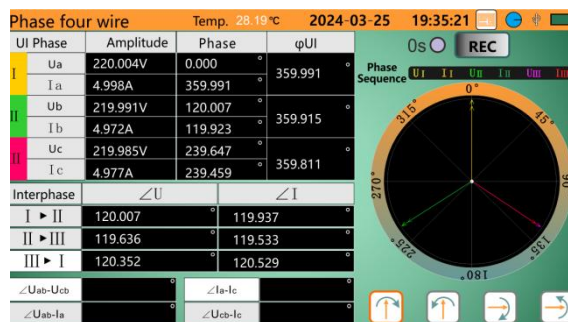 Phase four wire Temp. 28.19 °C 2024-03-25 19:35:21
UI Phase Amplitude Phase φUI
I Ua 220.004V 0.000 ° 359.991 °
Ia 4.998A 359.991 °
II Ub 219.991V 120.007 ° 359.915 °
Ib 4.972A 119.923 °
II Uc 219.985V 239.647 ° 359.811 °
Ic 4.977A 239.459 °
Interphase ∠U ∠I
I ► II 120.007 ° 119.937 °
II ► III 119.636 ° 119.533 °
III ► I 120.352 ° 120.529 °
∠Uab-Ucb ° ∠Ia-Ic °
∠Uab-Ia ° ∠Ucb-Ic °
0s REC
Phase Sequence UI II UII III UIII
0°
315° 45°
270° 90
225° 135°
180°